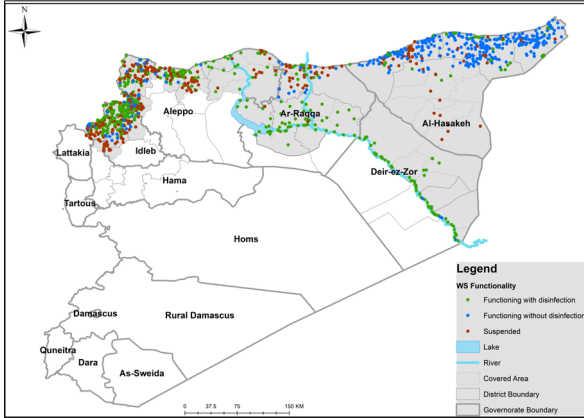 N
Aleppo
Ar-Raqqa
Al-Hasakeh
Lattakia
Idleb
Deir-ez-Zor
Hama
Tartous
Homs
Damascus
Rural Damascus
Quneitra
Dara
As-Sweida
0 37.5 75 150 KM
Legend
WS Functionality
Functioning with disinfection
Functioning without disinfection
Suspended
Lake
River
Covered Area
District Boundary
Governorate Boundary